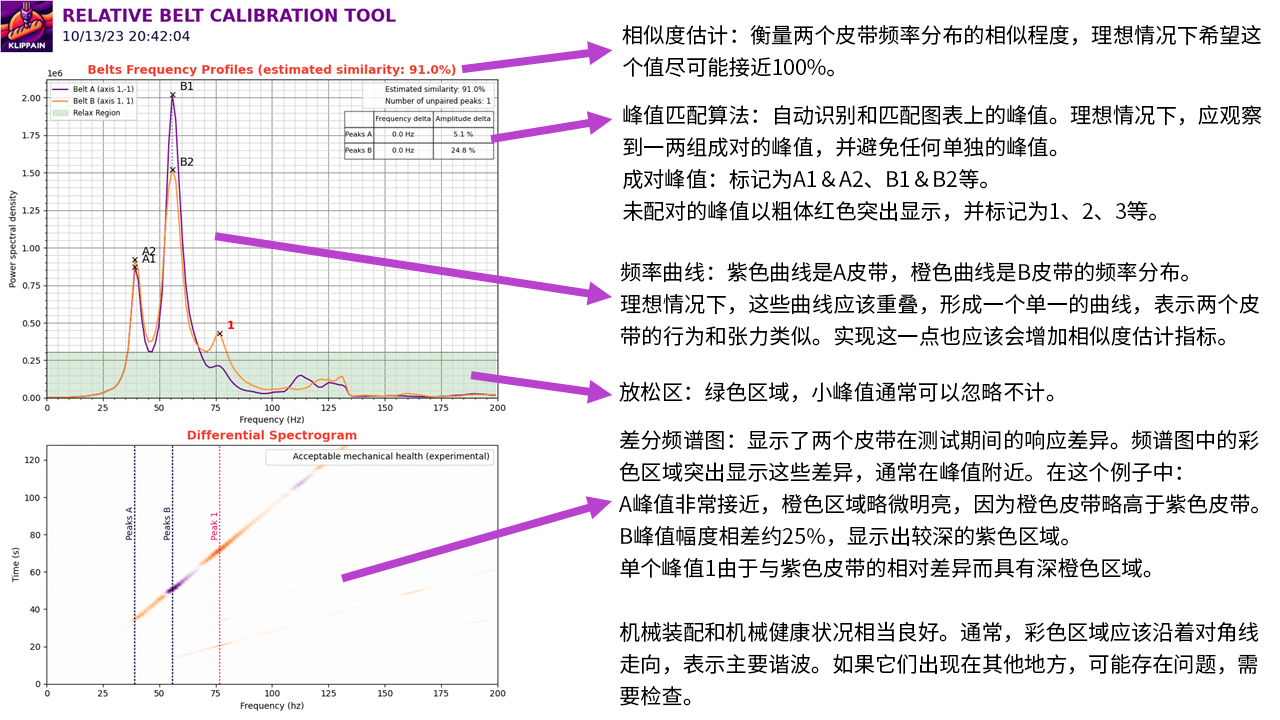 KLIPPAIN
RELATIVE BELT CALIBRATION TOOL
10/13/23 20:42:04
Belts Frequency Profiles (estimated similarity: 91.0%)
1e6
Belt A (axis 1,-1)
Belt B (axis 1, 1)
Relax Region
B1
B2
A2
A1
1
Estimated similarity: 91.0%
Number of unpaired peaks: 1
Frequency delta Amplitude delta
Peaks A 0.0 Hz 5.1 %
Peaks B 0.0 Hz 24.8 %
Power spectral density
2.00
1.75
1.50
1.25
1.00
0.75
0.50
0.25
0.00
0 25 50 75 100 125 150 175 200
Frequency (Hz)
Differential Spectrogram
Acceptable mechanical health (experimental)
Peaks A
Peaks B
Peak 1
Time (s)
120
100
80
60
40
20
0
0 25 50 75 100 125 150 175 200
Frequency (hz)
相似度估计：衡量两个皮带频率分布的相似程度，理想情况下希望这
个值尽可能接近100%。
峰值匹配算法：自动识别和匹配图表上的峰值。理想情况下，应观察
到一两组成对的峰值，并避免任何单独的峰值。
成对峰值：标记为A1＆A2、B1＆B2等。
未配对的峰值以粗体红色突出显示，并标记为1、2、3等。
频率曲线：紫色曲线是A皮带，橙色曲线是B皮带的频率分布。
理想情况下，这些曲线应该重叠，形成一个单一的曲线，表示两个皮
带的行为和张力类似。实现这一点也应该会增加相似度估计指标。
放松区：绿色区域，小峰值通常可以忽略不计。
差分频谱图：显示了两个皮带在测试期间的响应差异。频谱图中的彩
色区域突出显示这些差异，通常在峰值附近。在这个例子中：
A峰值非常接近，橙色区域略微明亮，因为橙色皮带略高于紫色皮带。
B峰值幅度相差约25%，显示出较深的紫色区域。
单个峰值1由于与紫色皮带的相对差异而具有深橙色区域。
机械装配和机械健康状况相当良好。通常，彩色区域应该沿着对角线
走向，表示主要谐波。如果它们出现在其他地方，可能存在问题，需
要检查。